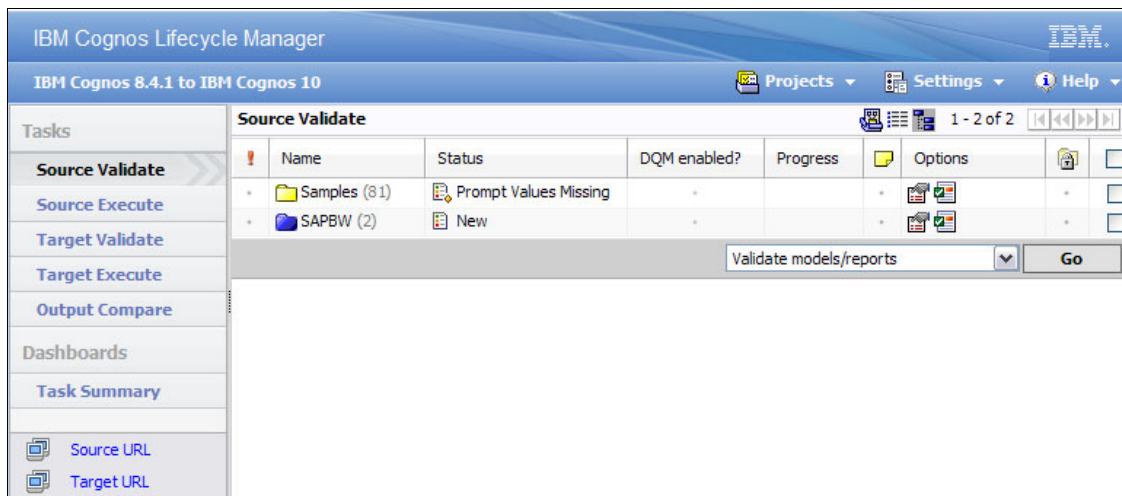 IBM Cognos Lifecycle Manager
IBM.
IBM Cognos 8.4.1 to IBM Cognos 10
Projects
Settings
Help
Tasks
Source Validate
Source Execute
Target Validate
Target Execute
Output Compare
Dashboards
Task Summary
Source URL
Target URL
Source Validate
1 - 2 of 2
! Name Status DQM enabled? Progress Options
Samples (81) Prompt Values Missing
SAPBW (2) New
Validate models/reports
Go